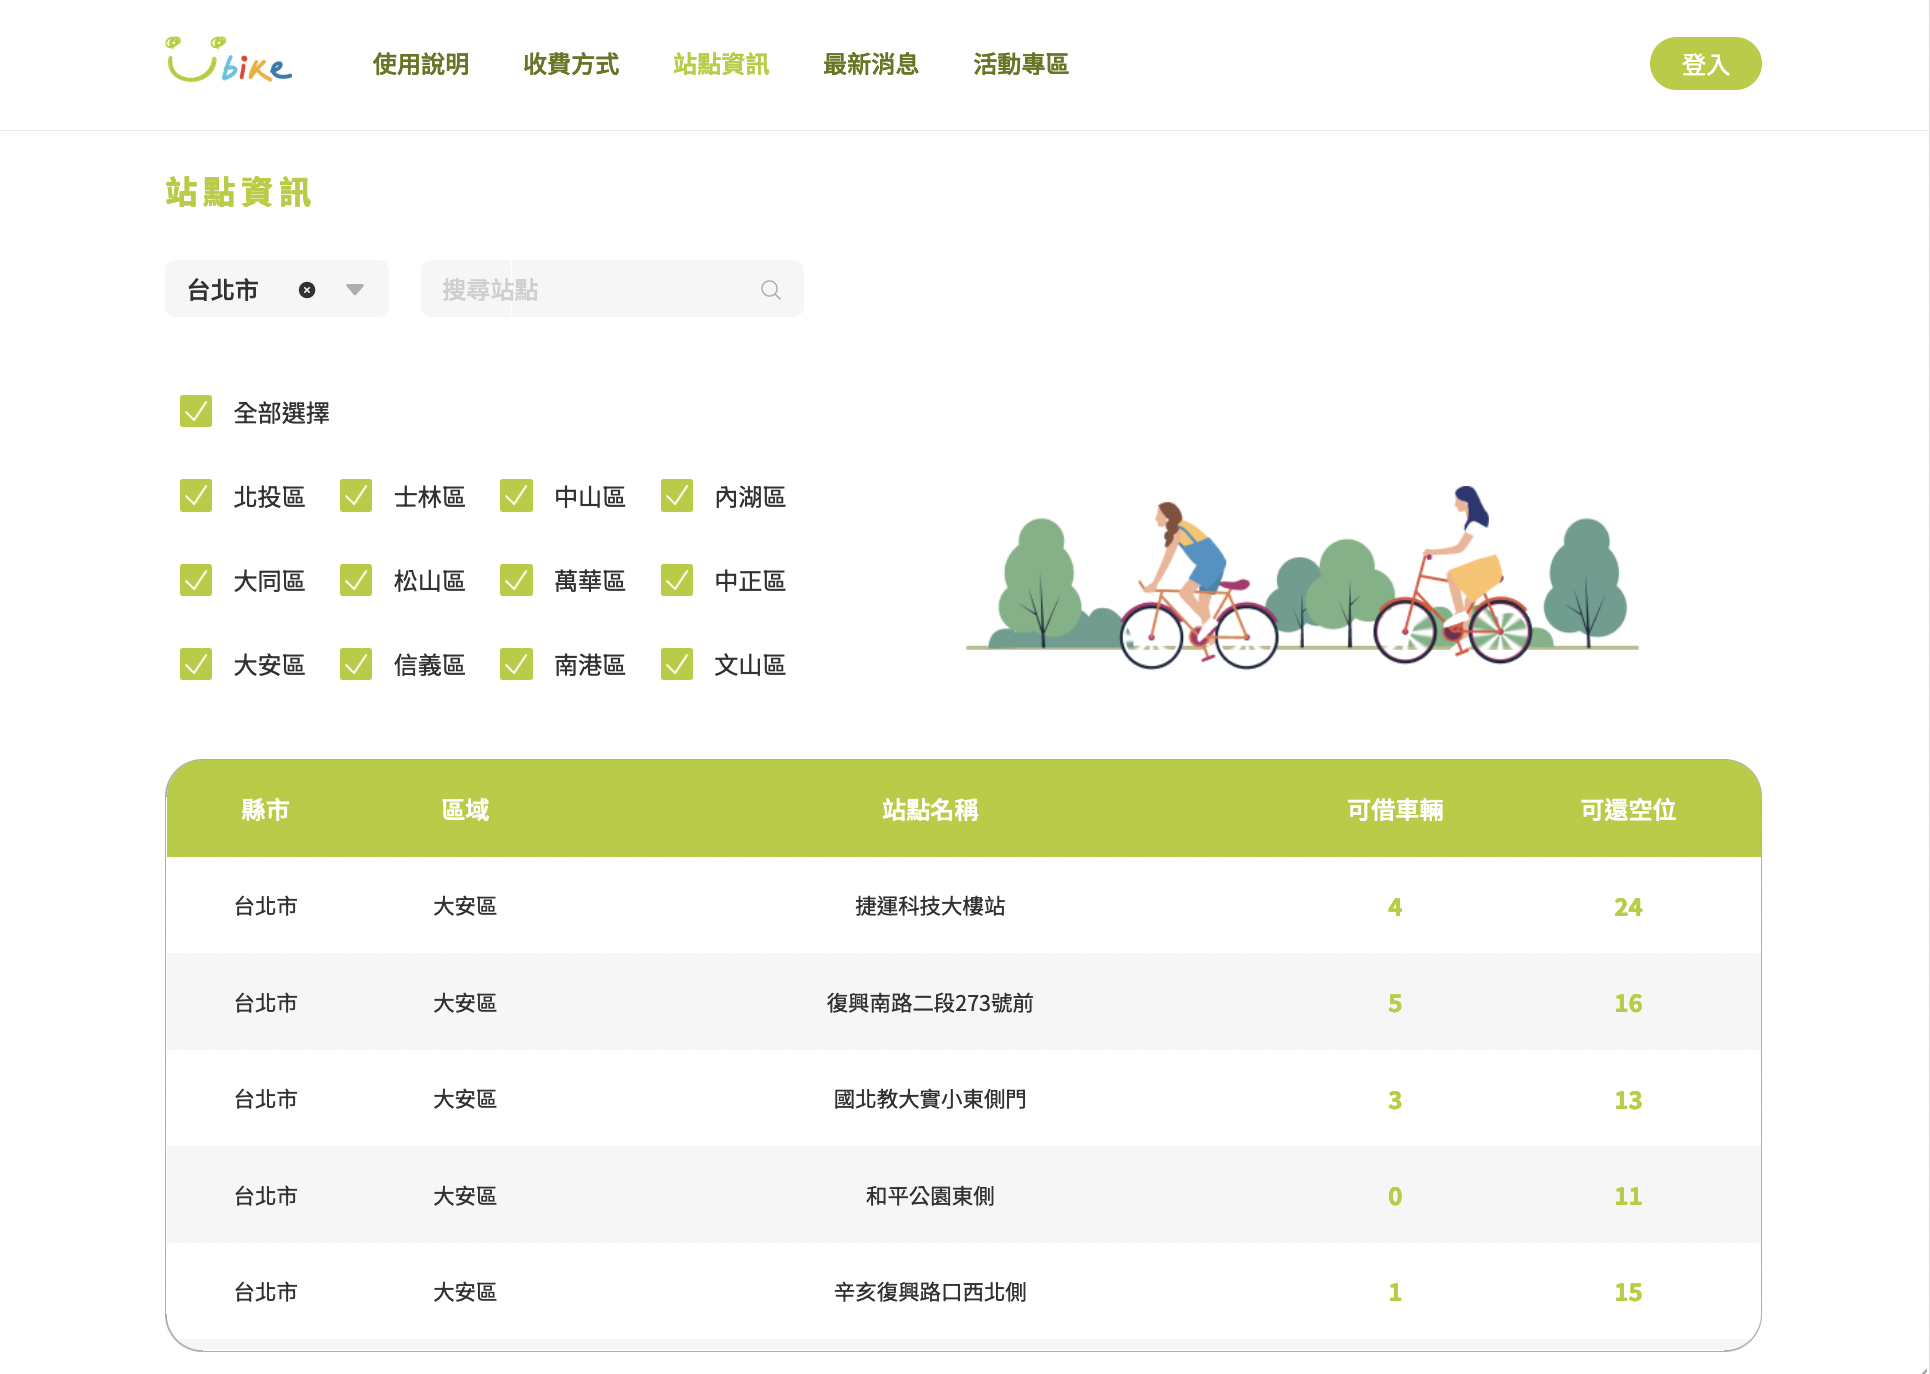 Ubike
使用說明 收費方式 站點資訊 最新消息 活動專區 登入
站點資訊
台北市 搜尋站點
全部選擇
北投區 士林區 中山區 內湖區
大同區 松山區 萬華區 中正區
大安區 信義區 南港區 文山區
縣市 區域 站點名稱 可借車輛 可還空位
台北市 大安區 捷運科技大樓站 4 24
台北市 大安區 復興南路二段273號前 5 16
台北市 大安區 國北教大實小東側門 3 13
台北市 大安區 和平公園東側 0 11
台北市 大安區 辛亥復興路口西北側 1 15